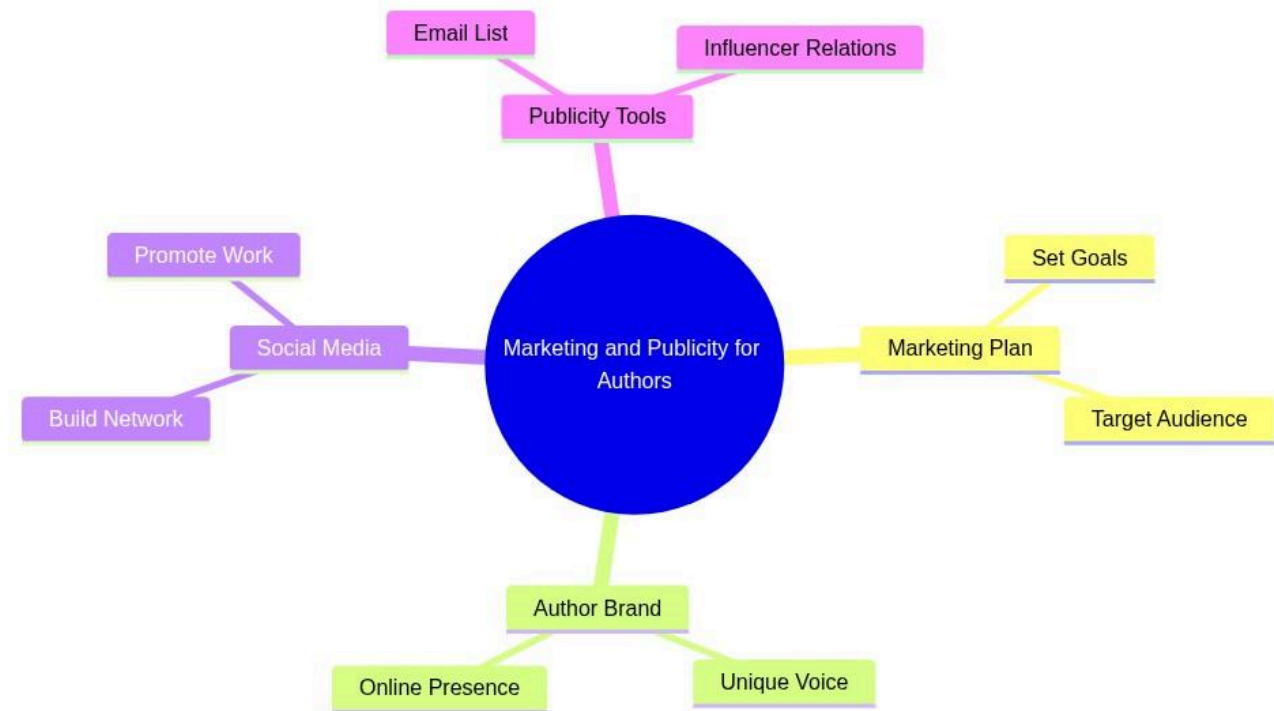 Email List
Influencer Relations
Publicity Tools
Promote Work
Set Goals
Social Media
Marketing and Publicity for
Authors
Marketing Plan
Build Network
Target Audience
Author Brand
Online Presence
Unique Voice